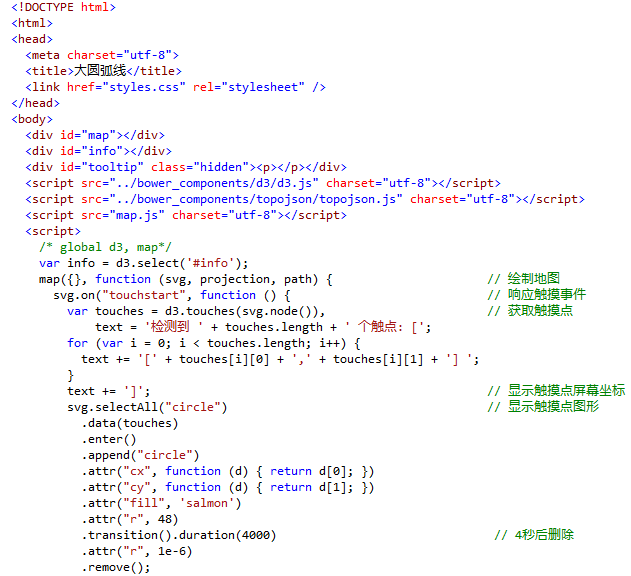 <!DOCTYPE html>
<html>
<head>
  <meta charset="utf-8">
  <title>大圆弧线</title>
  <link href="styles.css" rel="stylesheet" />
</head>
<body>
  <div id="map"></div>
  <div id="info"></div>
  <div id="tooltip" class="hidden"><p></p></div>
  <script src="../bower_components/d3/d3.js" charset="utf-8"></script>
  <script src="../bower_components/topojson/topojson.js" charset="utf-8"></script>
  <script src="map.js" charset="utf-8"></script>
  <script>
    /* global d3, map*/
    var info = d3.select('#info');
    map({}, function (svg, projection, path) {                      // 绘制地图
      svg.on("touchstart", function () {                            // 响应触摸事件
        var touches = d3.touches(svg.node()),                       // 获取触摸点
            text = '检测到 ' + touches.length + ' 个触点: [';
        for (var i = 0; i < touches.length; i++) {
          text += '[' + touches[i][0] + ',' + touches[i][1] + '] ';
        }
        text += ']';                                                // 显示触摸点屏幕坐标
        svg.selectAll("circle")                                     // 显示触摸点图形
          .data(touches)
          .enter()
          .append("circle")
          .attr("cx", function (d) { return d[0]; })
          .attr("cy", function (d) { return d[1]; })
          .attr("fill", 'salmon')
          .attr("r", 48)
          .transition().duration(4000)                               // 4秒后删除
          .attr("r", 1e-6)
          .remove();